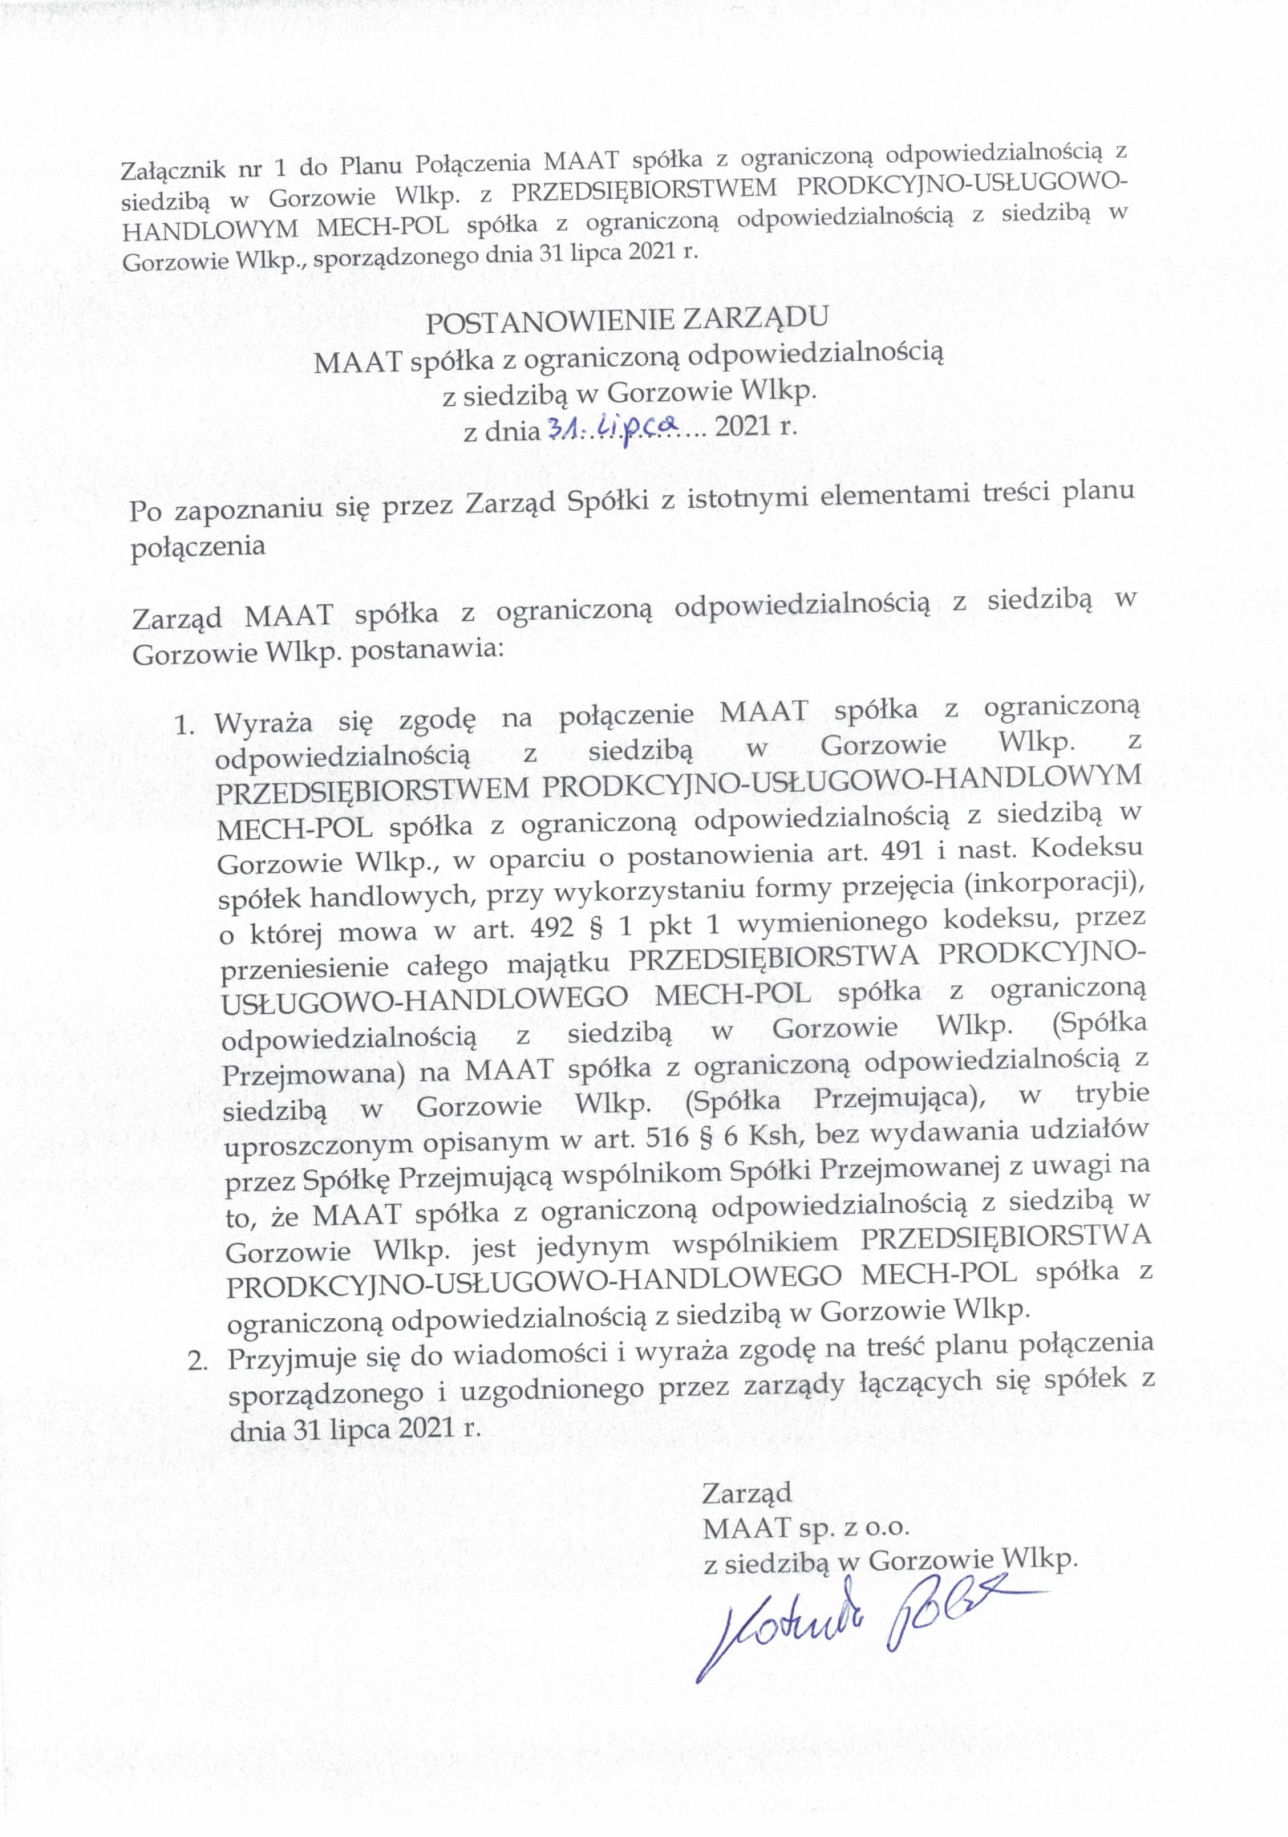 Załącznik nr 1 do Planu Połączenia MAAT spółka z ograniczoną odpowiedzialnością z
siedzibą w Gorzowie Wlkp. z PRZEDSIĘBIORSTWEM PRODKCYJNO-USŁUGOWO-
HANDLOWYM MECH-POL spółka z ograniczoną odpowiedzialnością z siedzibą w
Gorzowie Wlkp., sporządzonego dnia 31 lipca 2021 r.
POSTANOWIENIE ZARZĄDU
MAAT spółka z ograniczoną odpowiedzialnością
z siedzibą w Gorzowie Wlkp.
z dnia 31. lipca 2021 r.
Po zapoznaniu się przez Zarząd Spółki z istotnymi elementami treści planu
połączenia
Zarząd MAAT spółka z ograniczoną odpowiedzialnością z siedzibą w
Gorzowie Wlkp. postanawia:
1. Wyraża się zgodę na połączenie MAAT spółka z ograniczoną
odpowiedzialnością z siedzibą w Gorzowie Wlkp. z
PRZEDSIĘBIORSTWEM PRODKCYJNO-USŁUGOWO-HANDLOWYM
MECH-POL spółka z ograniczoną odpowiedzialnością z siedzibą w
Gorzowie Wlkp., w oparciu o postanowienia art. 491 i nast. Kodeksu
spółek handlowych, przy wykorzystaniu formy przejęcia (inkorporacji),
o której mowa w art. 492 § 1 pkt 1 wymienionego kodeksu, przez
przeniesienie całego majątku PRZEDSIĘBIORSTWA PRODKCYJNO-
USŁUGOWO-HANDLOWEGO MECH-POL spółka z ograniczoną
odpowiedzialnością z siedzibą w Gorzowie Wlkp. (Spółka
Przejmowana) na MAAT spółka z ograniczoną odpowiedzialnością z
siedzibą w Gorzowie Wlkp. (Spółka Przejmująca), w trybie
uproszczonym opisanym w art. 516 § 6 Ksh, bez wydawania udziałów
przez Spółkę Przejmującą wspólnikom Spółki Przejmowanej z uwagi na
to, że MAAT spółka z ograniczoną odpowiedzialnością z siedzibą w
Gorzowie Wlkp. jest jedynym wspólnikiem PRZEDSIĘBIORSTWA
PRODKCYJNO-USŁUGOWO-HANDLOWEGO MECH-POL spółka z
ograniczoną odpowiedzialnością z siedzibą w Gorzowie Wlkp.
2. Przyjmuje się do wiadomości i wyraża zgodę na treść planu połączenia
sporządzonego i uzgodnionego przez zarządy łączących się spółek z
dnia 31 lipca 2021 r.
Zarząd
MAAT sp. z o.o.
z siedzibą w Gorzowie Wlkp.